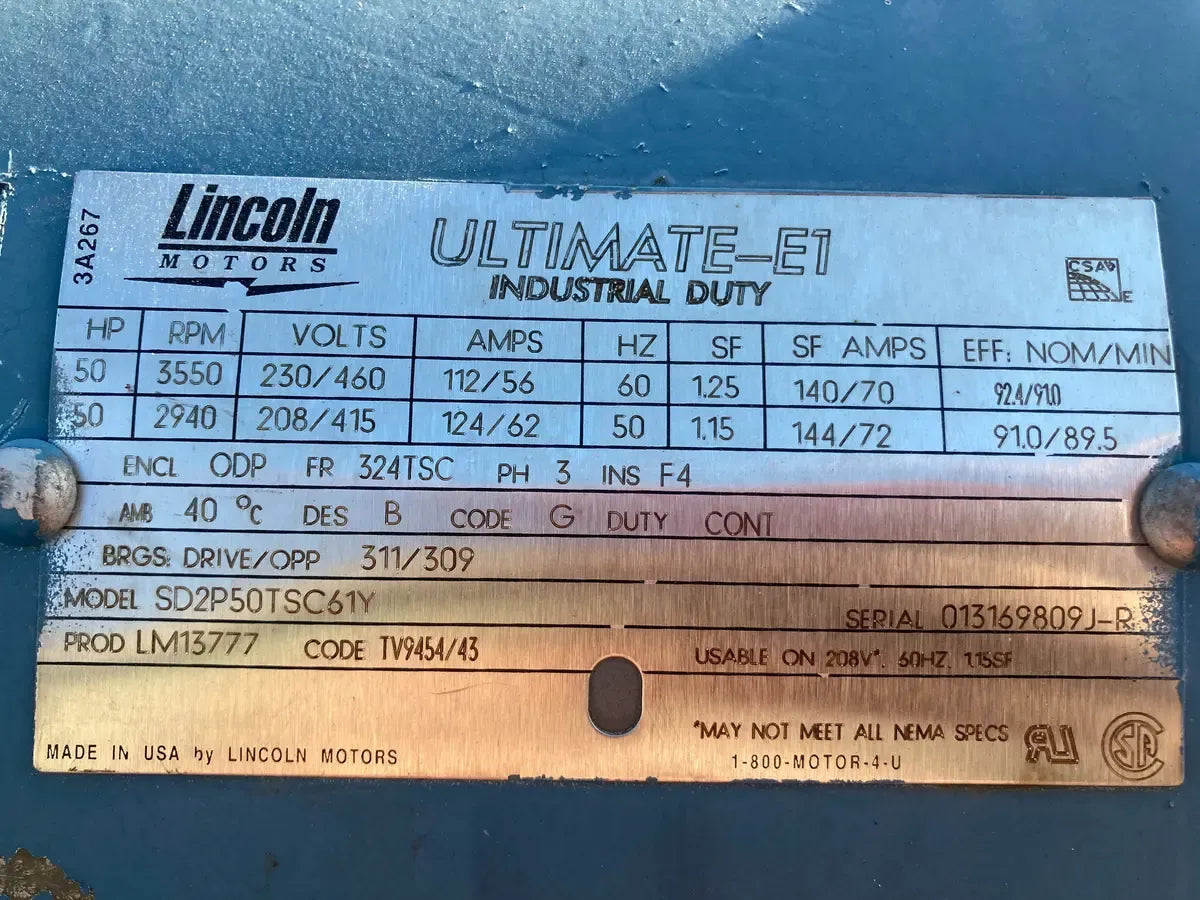 3A267
Lincoln
MOTORS
ULTIMATE-E1
INDUSTRIAL DUTY
CSA E
HP RPM VOLTS AMPS HZ SF SF AMPS EFF: NOM/MIN
50 3550 230/460 112/56 60 1.25 140/70 92.4/91.0
50 2940 208/415 124/62 50 1.15 144/72 91.0/89.5
ENCL ODP FR 324TSC PH 3 INS F4
AMB 40 °C DES B CODE G DUTY CONT
BRGS: DRIVE/OPP 311/309
MODEL SD2P50TSC61Y SERIAL 013169809J-R
PROD LM13777 CODE TV9454/43 USABLE ON 208V*, 60HZ, 1.15SF
*MAY NOT MEET ALL NEMA SPECS
MADE IN USA by LINCOLN MOTORS 1-800-MOTOR-4-U